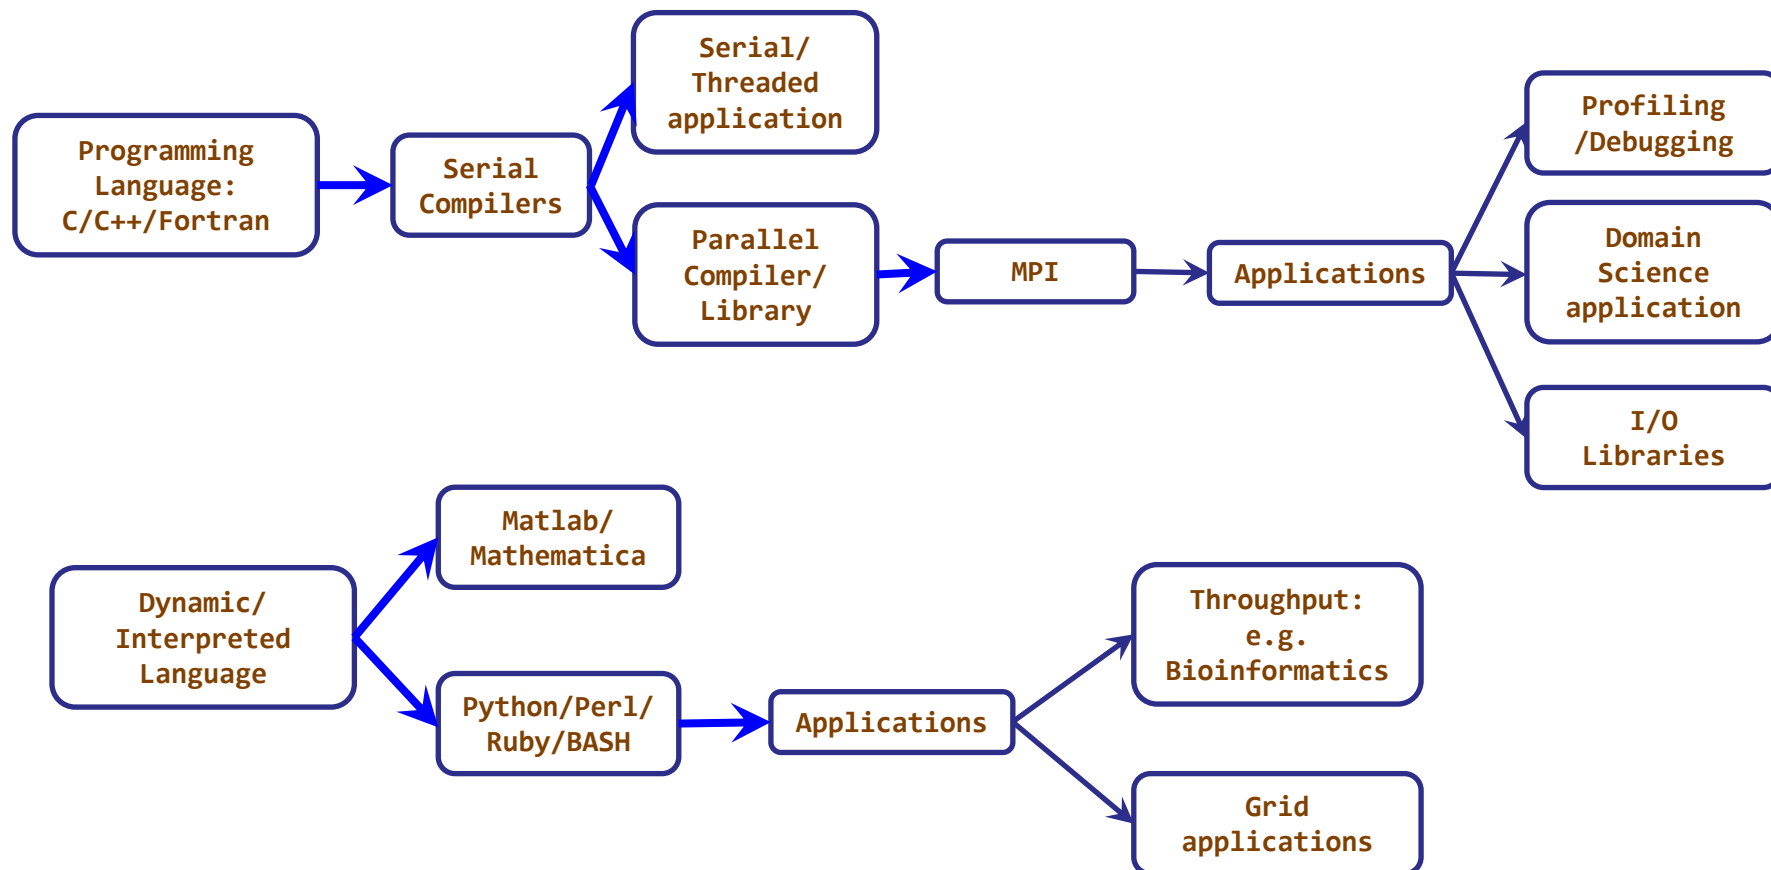 Programming
Language:
C/C++/Fortran
Serial
Compilers
Serial/
Threaded
application
Parallel
Compiler/
Library
MPI
Applications
Profiling
/Debugging
Domain
Science
application
I/O
Libraries
Dynamic/
Interpreted
Language
Matlab/
Mathematica
Python/Perl/
Ruby/BASH
Applications
Throughput:
e.g.
Bioinformatics
Grid
applications